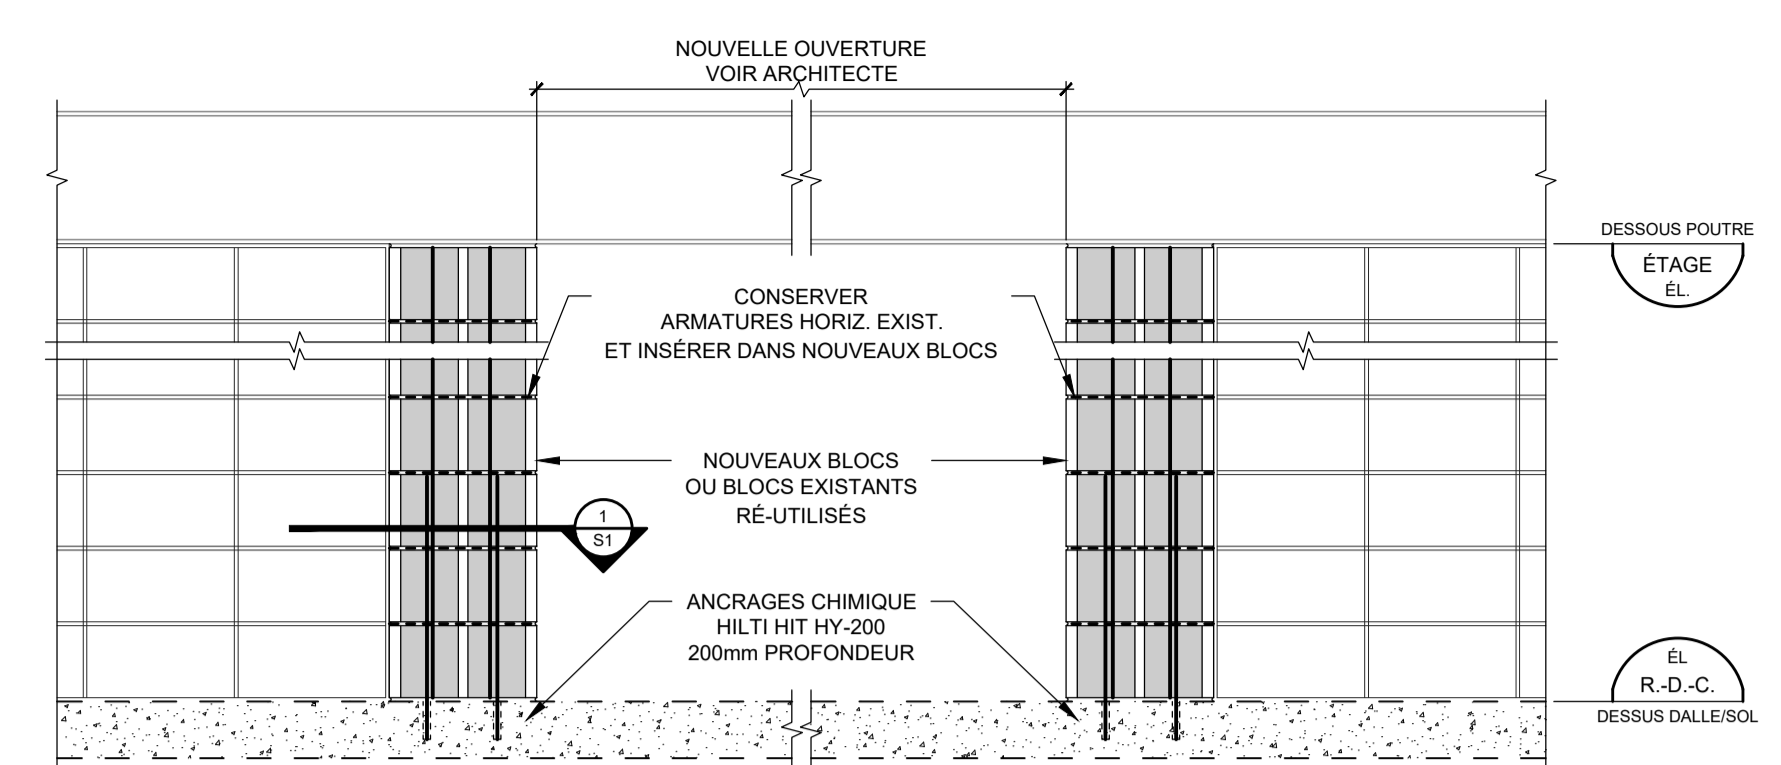 NOUVELLE OUVERTURE
VOIR ARCHITECTE
DESSOUS POUTRE
ÉTAGE
ÉL.
CONSERVER
ARMATURES HORIZ. EXIST.
ET INSÉRER DANS NOUVEAUX BLOCS
NOUVEAUX BLOCS
OU BLOCS EXISTANTS
RÉ-UTILISÉS
1
S1
ANCRAGES CHIMIQUE
HILTI HIT HY-200
200mm PROFONDEUR
ÉL
R.-D.-C.
DESSUS DALLE/SOL